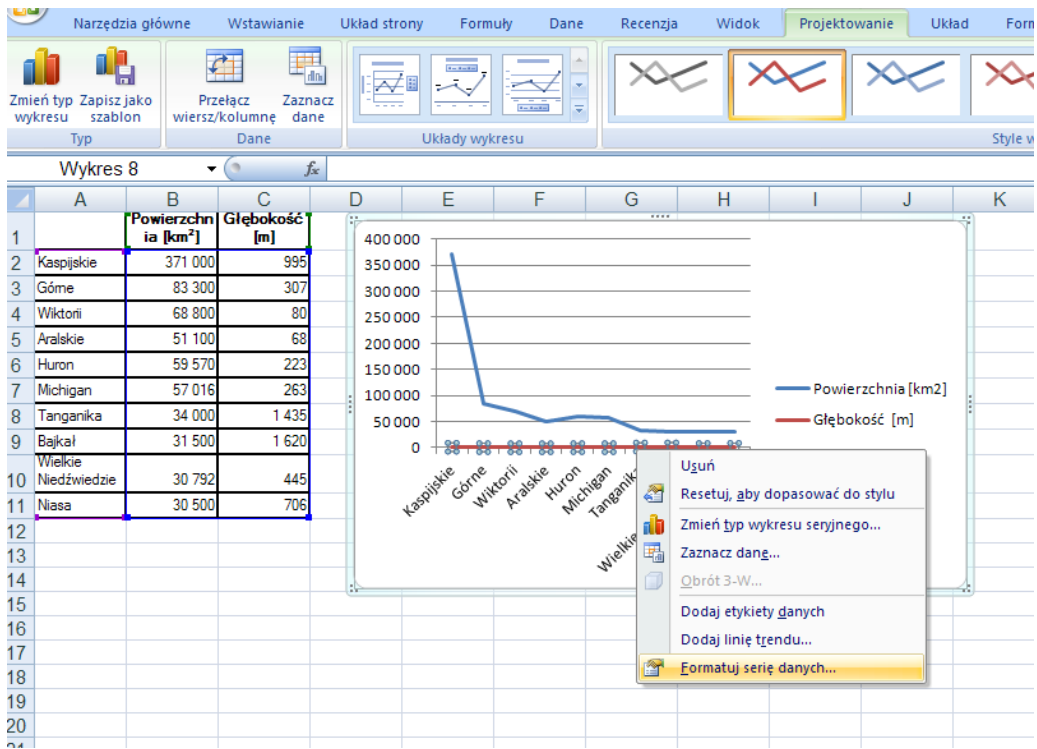 Narzędzia główne Wstawianie Układ strony Formuły Dane Recenzja Widok Projektowanie Układ Form
Zmień typ wykresu
Zapisz jako szablon
Przełącz wiersz/kolumnę
Zaznacz dane
Typ Dane Układy wykresu Style w
Wykres 8 fx
A B C D E F G H I J K
1 Powierzchn ia [km²] Głębokość [m]
2 Kaspijskie 371 000 995
3 Górne 83 300 307
4 Wiktorii 68 800 80
5 Aralskie 51 100 68
6 Huron 59 570 223
7 Michigan 57 016 263
8 Tanganika 34 000 1 435
9 Bajkał 31 500 1 620
10 Wielkie Niedźwiedzie 30 792 445
11 Niasa 30 500 706
12
13
14
15
16
17
18
19
20
21
400 000
350 000
300 000
250 000
200 000
150 000
100 000
50 000
0
Kaspijskie
Górne
Wiktorii
Aralskie
Huron
Michigan
Tanganik
Wielkie
Powierzchnia [km2]
Głębokość [m]
Usuń
Resetuj, aby dopasować do stylu
Zmień typ wykresu seryjnego...
Zaznacz dane...
Obrót 3-W...
Dodaj etykiety danych
Dodaj linię trendu...
Formatuj serię danych...